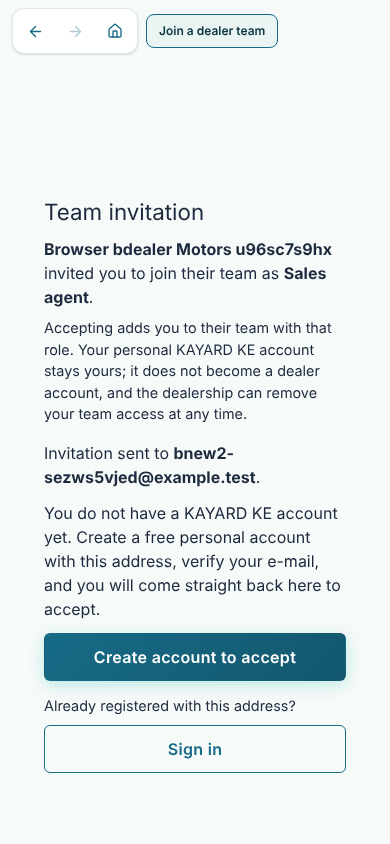 Join a dealer team
Team invitation
Browser bdealer Motors u96sc7s9hx
invited you to join their team as Sales
agent.
Accepting adds you to their team with that
role. Your personal KAYARD KE account
stays yours; it does not become a dealer
account, and the dealership can remove
your team access at any time.
Invitation sent to bnew2-
sezws5vjed@example.test.
You do not have a KAYARD KE account
yet. Create a free personal account
with this address, verify your e-mail,
and you will come straight back here to
accept.
Create account to accept
Already registered with this address?
Sign in